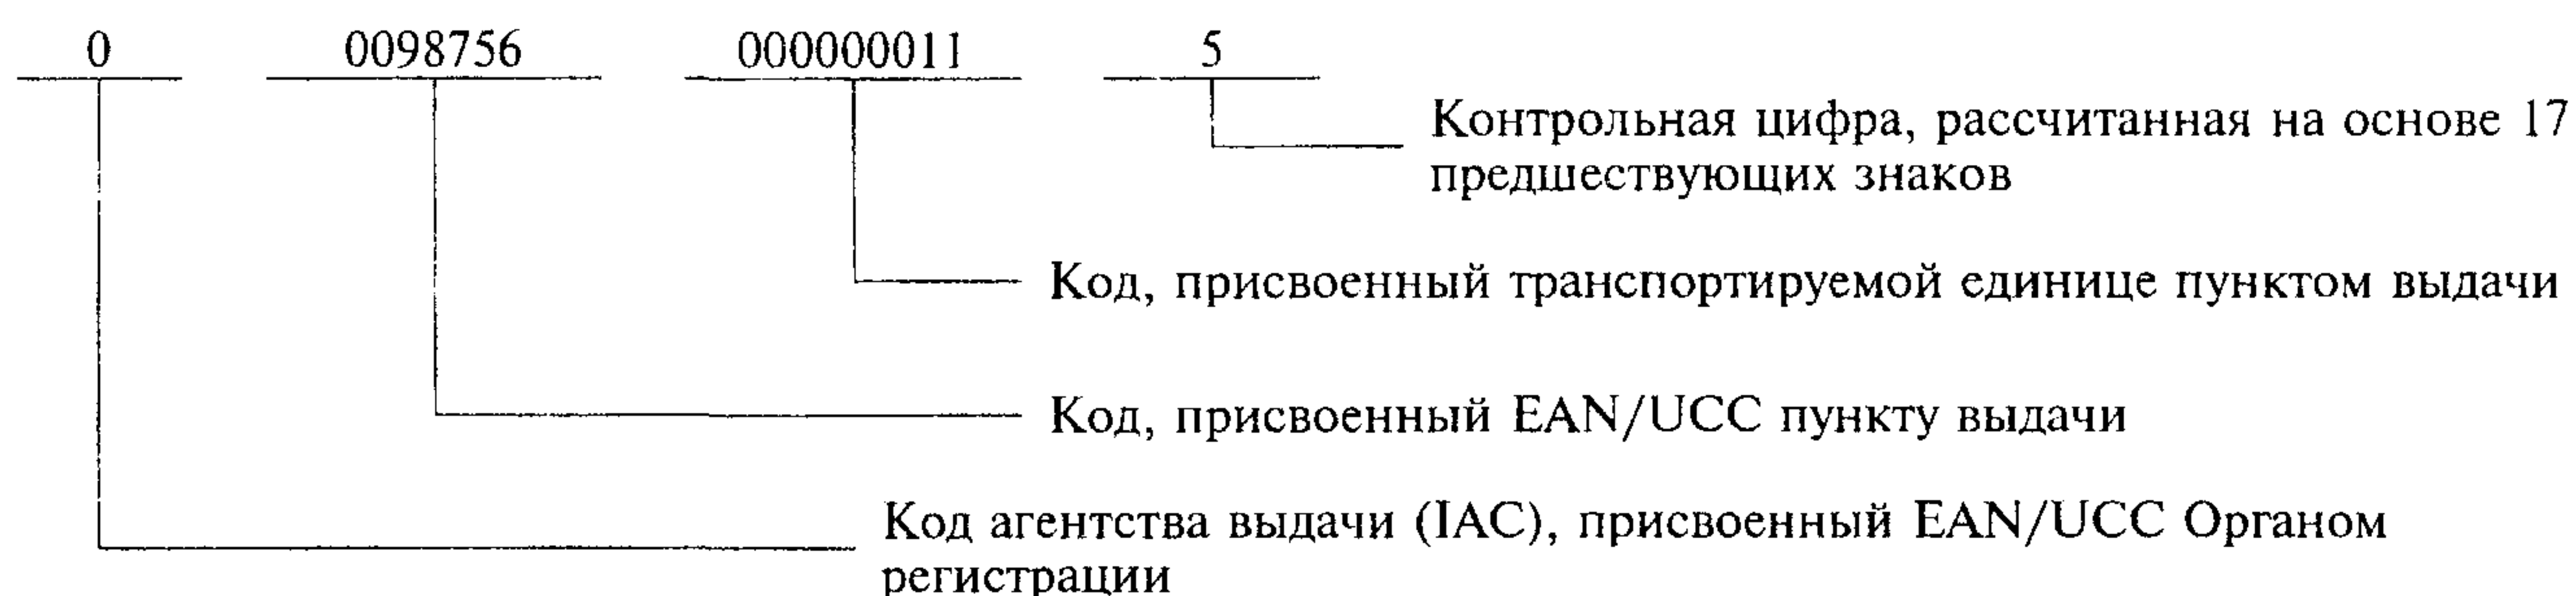 0 0098756 000000011 5
Контрольная цифра, рассчитанная на основе 17
предшествующих знаков
Код, присвоенный транспортируемой единице пунктом выдачи
Код, присвоенный EAN/UCC пункту выдачи
Код агентства выдачи (IAC), присвоенный EAN/UCC Органом
регистрации